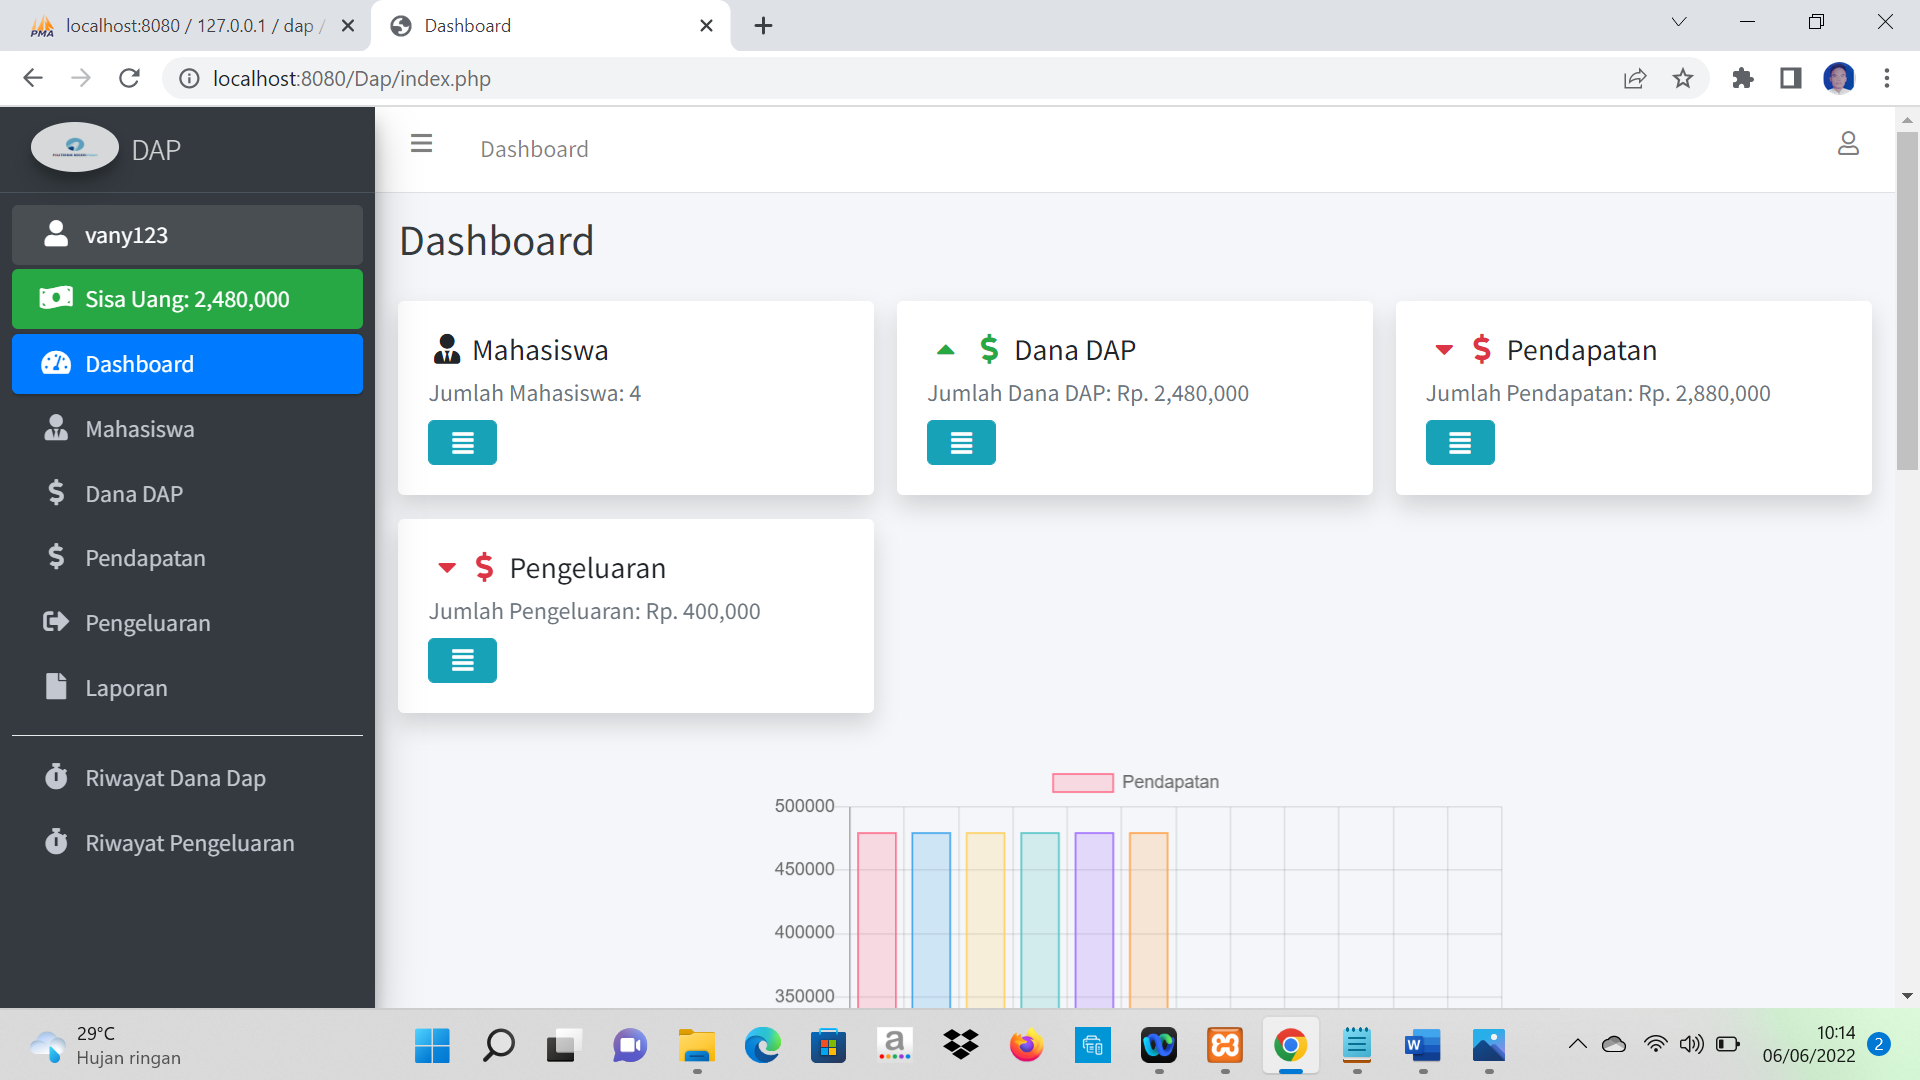 localhost:8080 / 127.0.0.1 / dap /
Dashboard
localhost:8080/Dap/index.php
DAP
Dashboard
vany123
Sisa Uang: 2,480,000
Dashboard
Mahasiswa
Dana DAP
Pendapatan
Pengeluaran
Laporan
Riwayat Dana Dap
Riwayat Pengeluaran
Dashboard
Mahasiswa
Jumlah Mahasiswa: 4
Dana DAP
Jumlah Dana DAP: Rp. 2,480,000
Pendapatan
Jumlah Pendapatan: Rp. 2,880,000
Pengeluaran
Jumlah Pengeluaran: Rp. 400,000
Pendapatan
500000
450000
400000
350000
29°C
Hujan ringan
10:14
06/06/2022
2